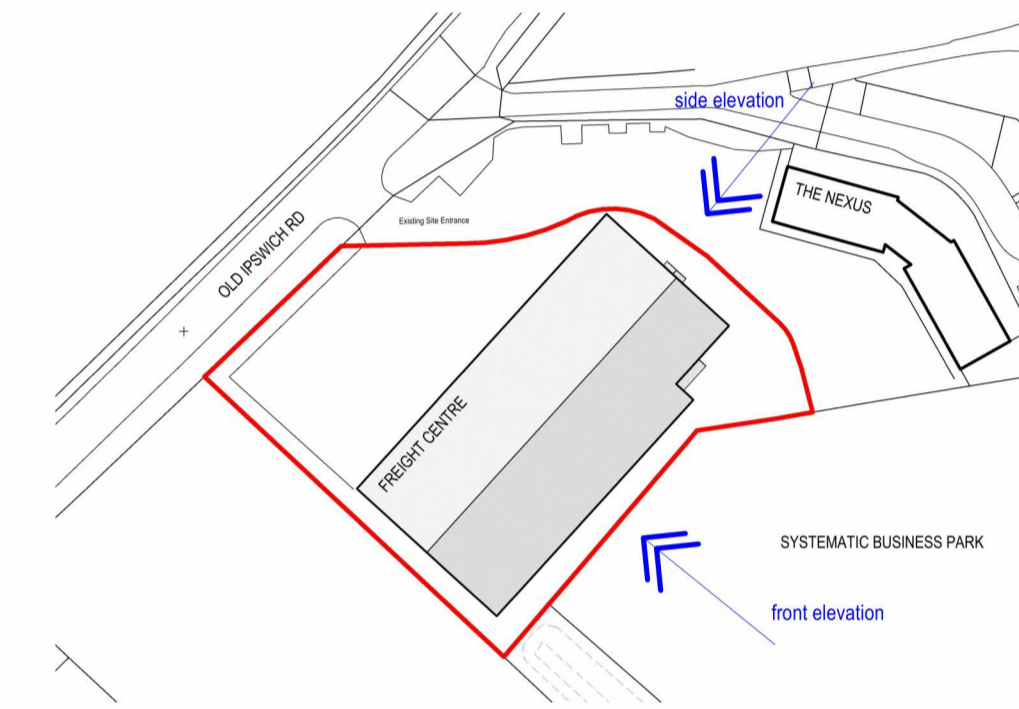 side elevation
THE NEXUS
Existing Site Entrance
OLD IPSWICH RD
FREIGHT CENTRE
SYSTEMATIC BUSINESS PARK
front elevation